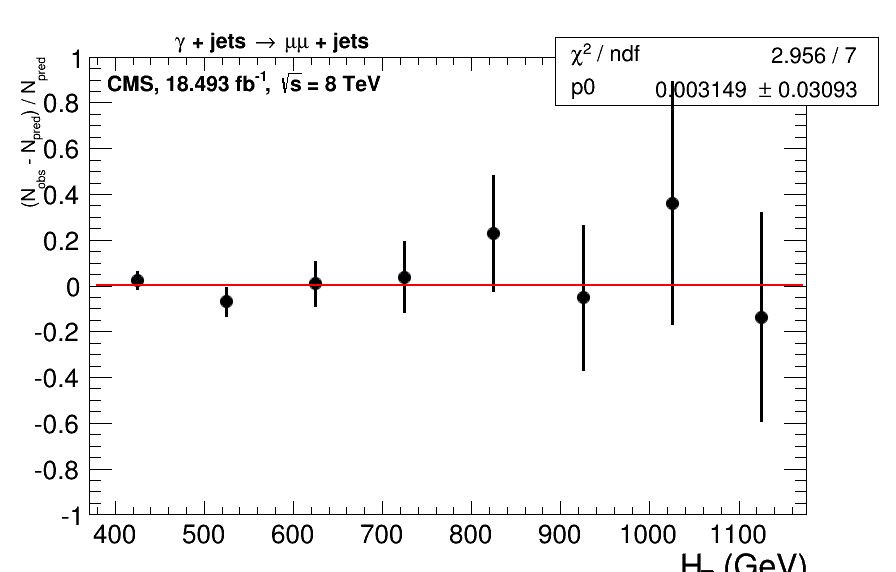 γ + jets → μμ + jets
χ² / ndf 2.956 / 7
p0 0.003149 ± 0.03093
CMS, 18.493 fb⁻¹, √s = 8 TeV
(N_obs - N_pred) / N_pred
1
0.8
0.6
0.4
0.2
0
-0.2
-0.4
-0.6
-0.8
-1
400 500 600 700 800 900 1000 1100
(GeV)